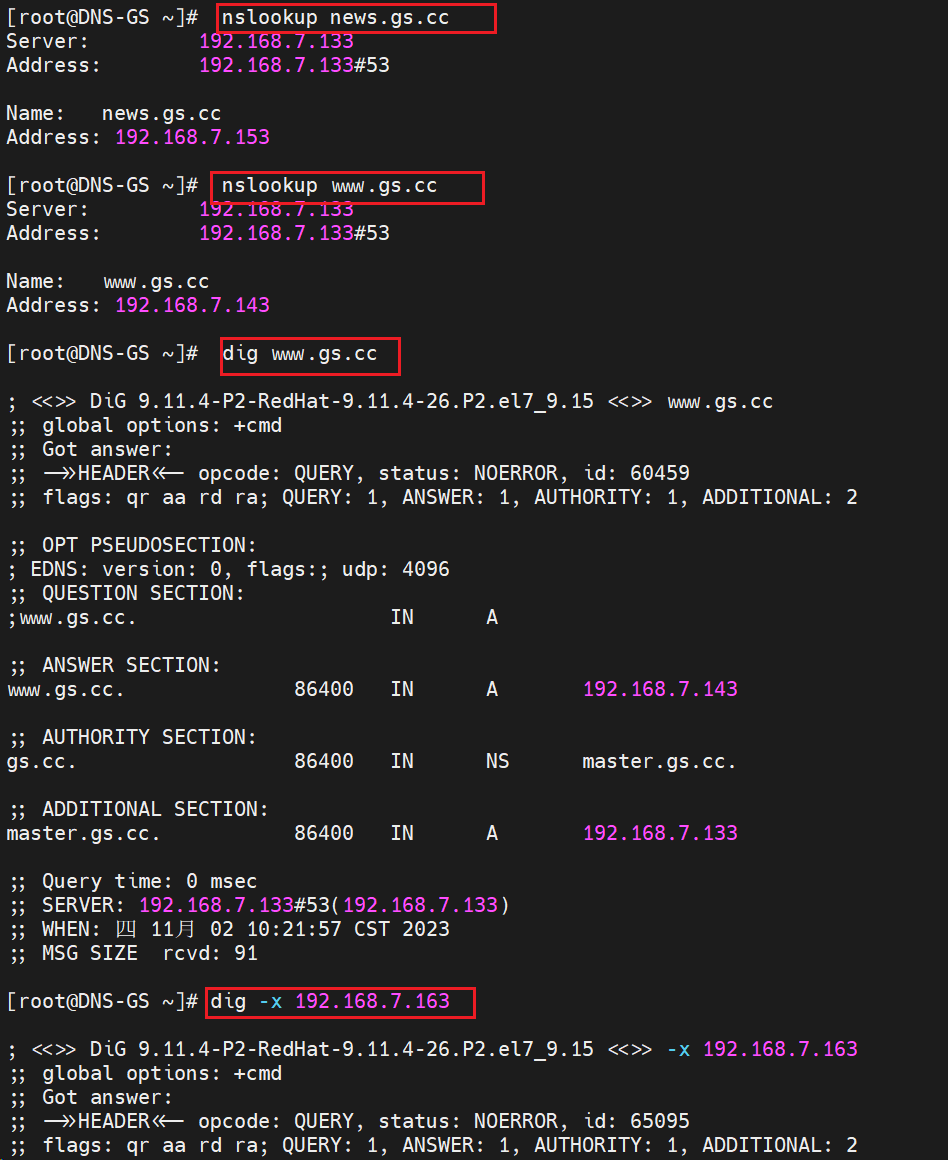 [root@DNS-GS ~]# nslookup news.gs.cc
Server: 192.168.7.133
Address: 192.168.7.133#53
Name: news.gs.cc
Address: 192.168.7.153
[root@DNS-GS ~]# nslookup www.gs.cc
Server: 192.168.7.133
Address: 192.168.7.133#53
Name: www.gs.cc
Address: 192.168.7.143
[root@DNS-GS ~]# dig www.gs.cc
; <<>> DiG 9.11.4-P2-RedHat-9.11.4-26.P2.el7_9.15 <<>> www.gs.cc
;; global options: +cmd
;; Got answer:
;; ->>HEADER<<- opcode: QUERY, status: NOERROR, id: 60459
;; flags: qr aa rd ra; QUERY: 1, ANSWER: 1, AUTHORITY: 1, ADDITIONAL: 2
;; OPT PSEUDOSECTION:
; EDNS: version: 0, flags:; udp: 4096
;; QUESTION SECTION:
;www.gs.cc. IN A
;; ANSWER SECTION:
www.gs.cc. 86400 IN A 192.168.7.143
;; AUTHORITY SECTION:
gs.cc. 86400 IN NS master.gs.cc.
;; ADDITIONAL SECTION:
master.gs.cc. 86400 IN A 192.168.7.133
;; Query time: 0 msec
;; SERVER: 192.168.7.133#53(192.168.7.133)
;; WHEN: 四 11月 02 10:21:57 CST 2023
;; MSG SIZE rcvd: 91
[root@DNS-GS ~]# dig -x 192.168.7.163
; <<>> DiG 9.11.4-P2-RedHat-9.11.4-26.P2.el7_9.15 <<>> -x 192.168.7.163
;; global options: +cmd
;; Got answer:
;; ->>HEADER<<- opcode: QUERY, status: NOERROR, id: 65095
;; flags: qr aa rd ra; QUERY: 1, ANSWER: 1, AUTHORITY: 1, ADDITIONAL: 2